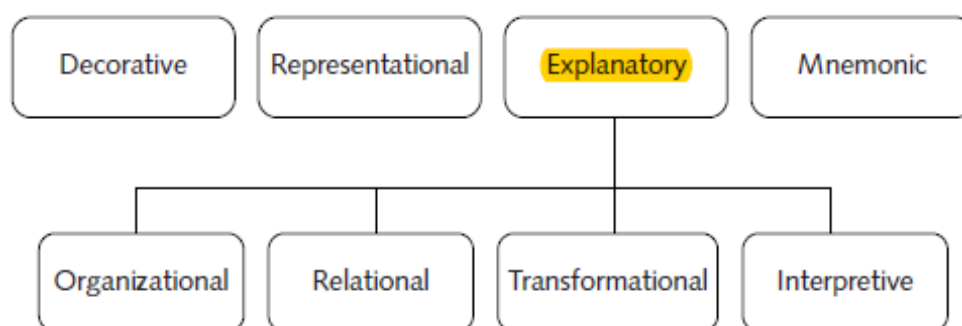 Decorative
Representational
Explanatory
Mnemonic
Organizational
Relational
Transformational
Interpretive